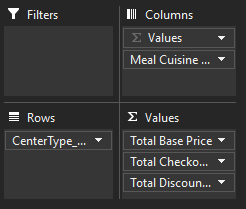 Filters
Columns
Σ Values
Meal Cuisine ...
Rows
CenterType_...
Σ Values
Total Base Price
Total Checko...
Total Discoun...